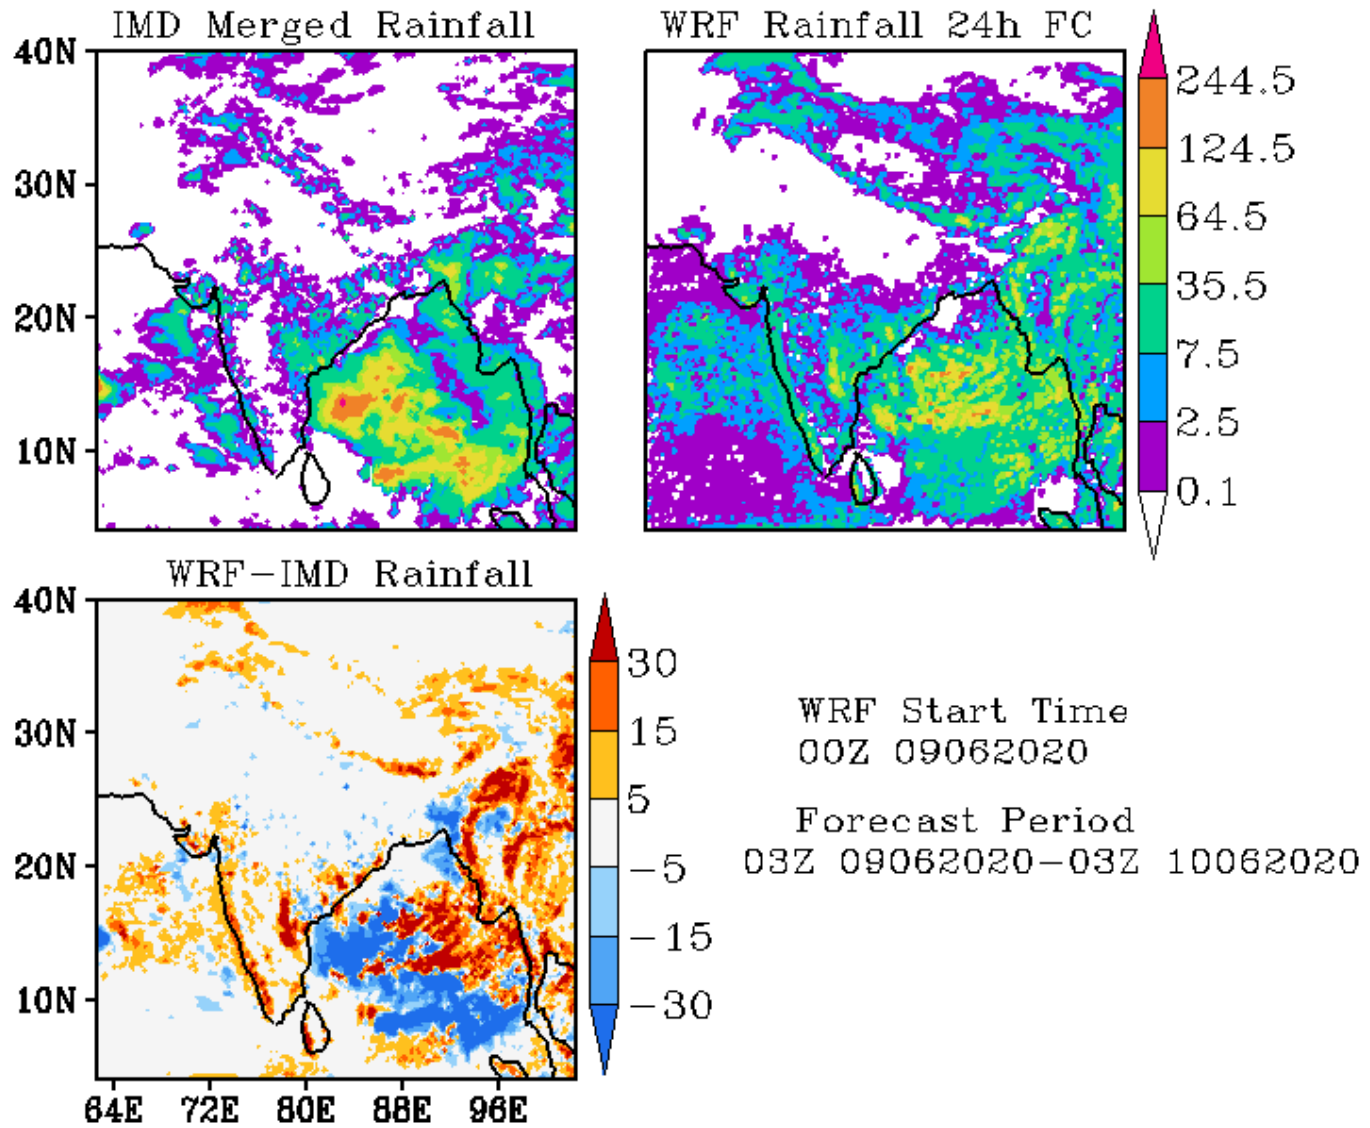 IMD Merged Rainfall
WRF Rainfall 24h FC
40N
30N
20N
10N
244.5
124.5
64.5
35.5
7.5
2.5
0.1
WRF-IMD Rainfall
40N
30N
20N
10N
64E 72E 80E 88E 96E
30
15
5
-5
-15
-30
WRF Start Time
00Z 09062020
Forecast Period
03Z 09062020-03Z 10062020